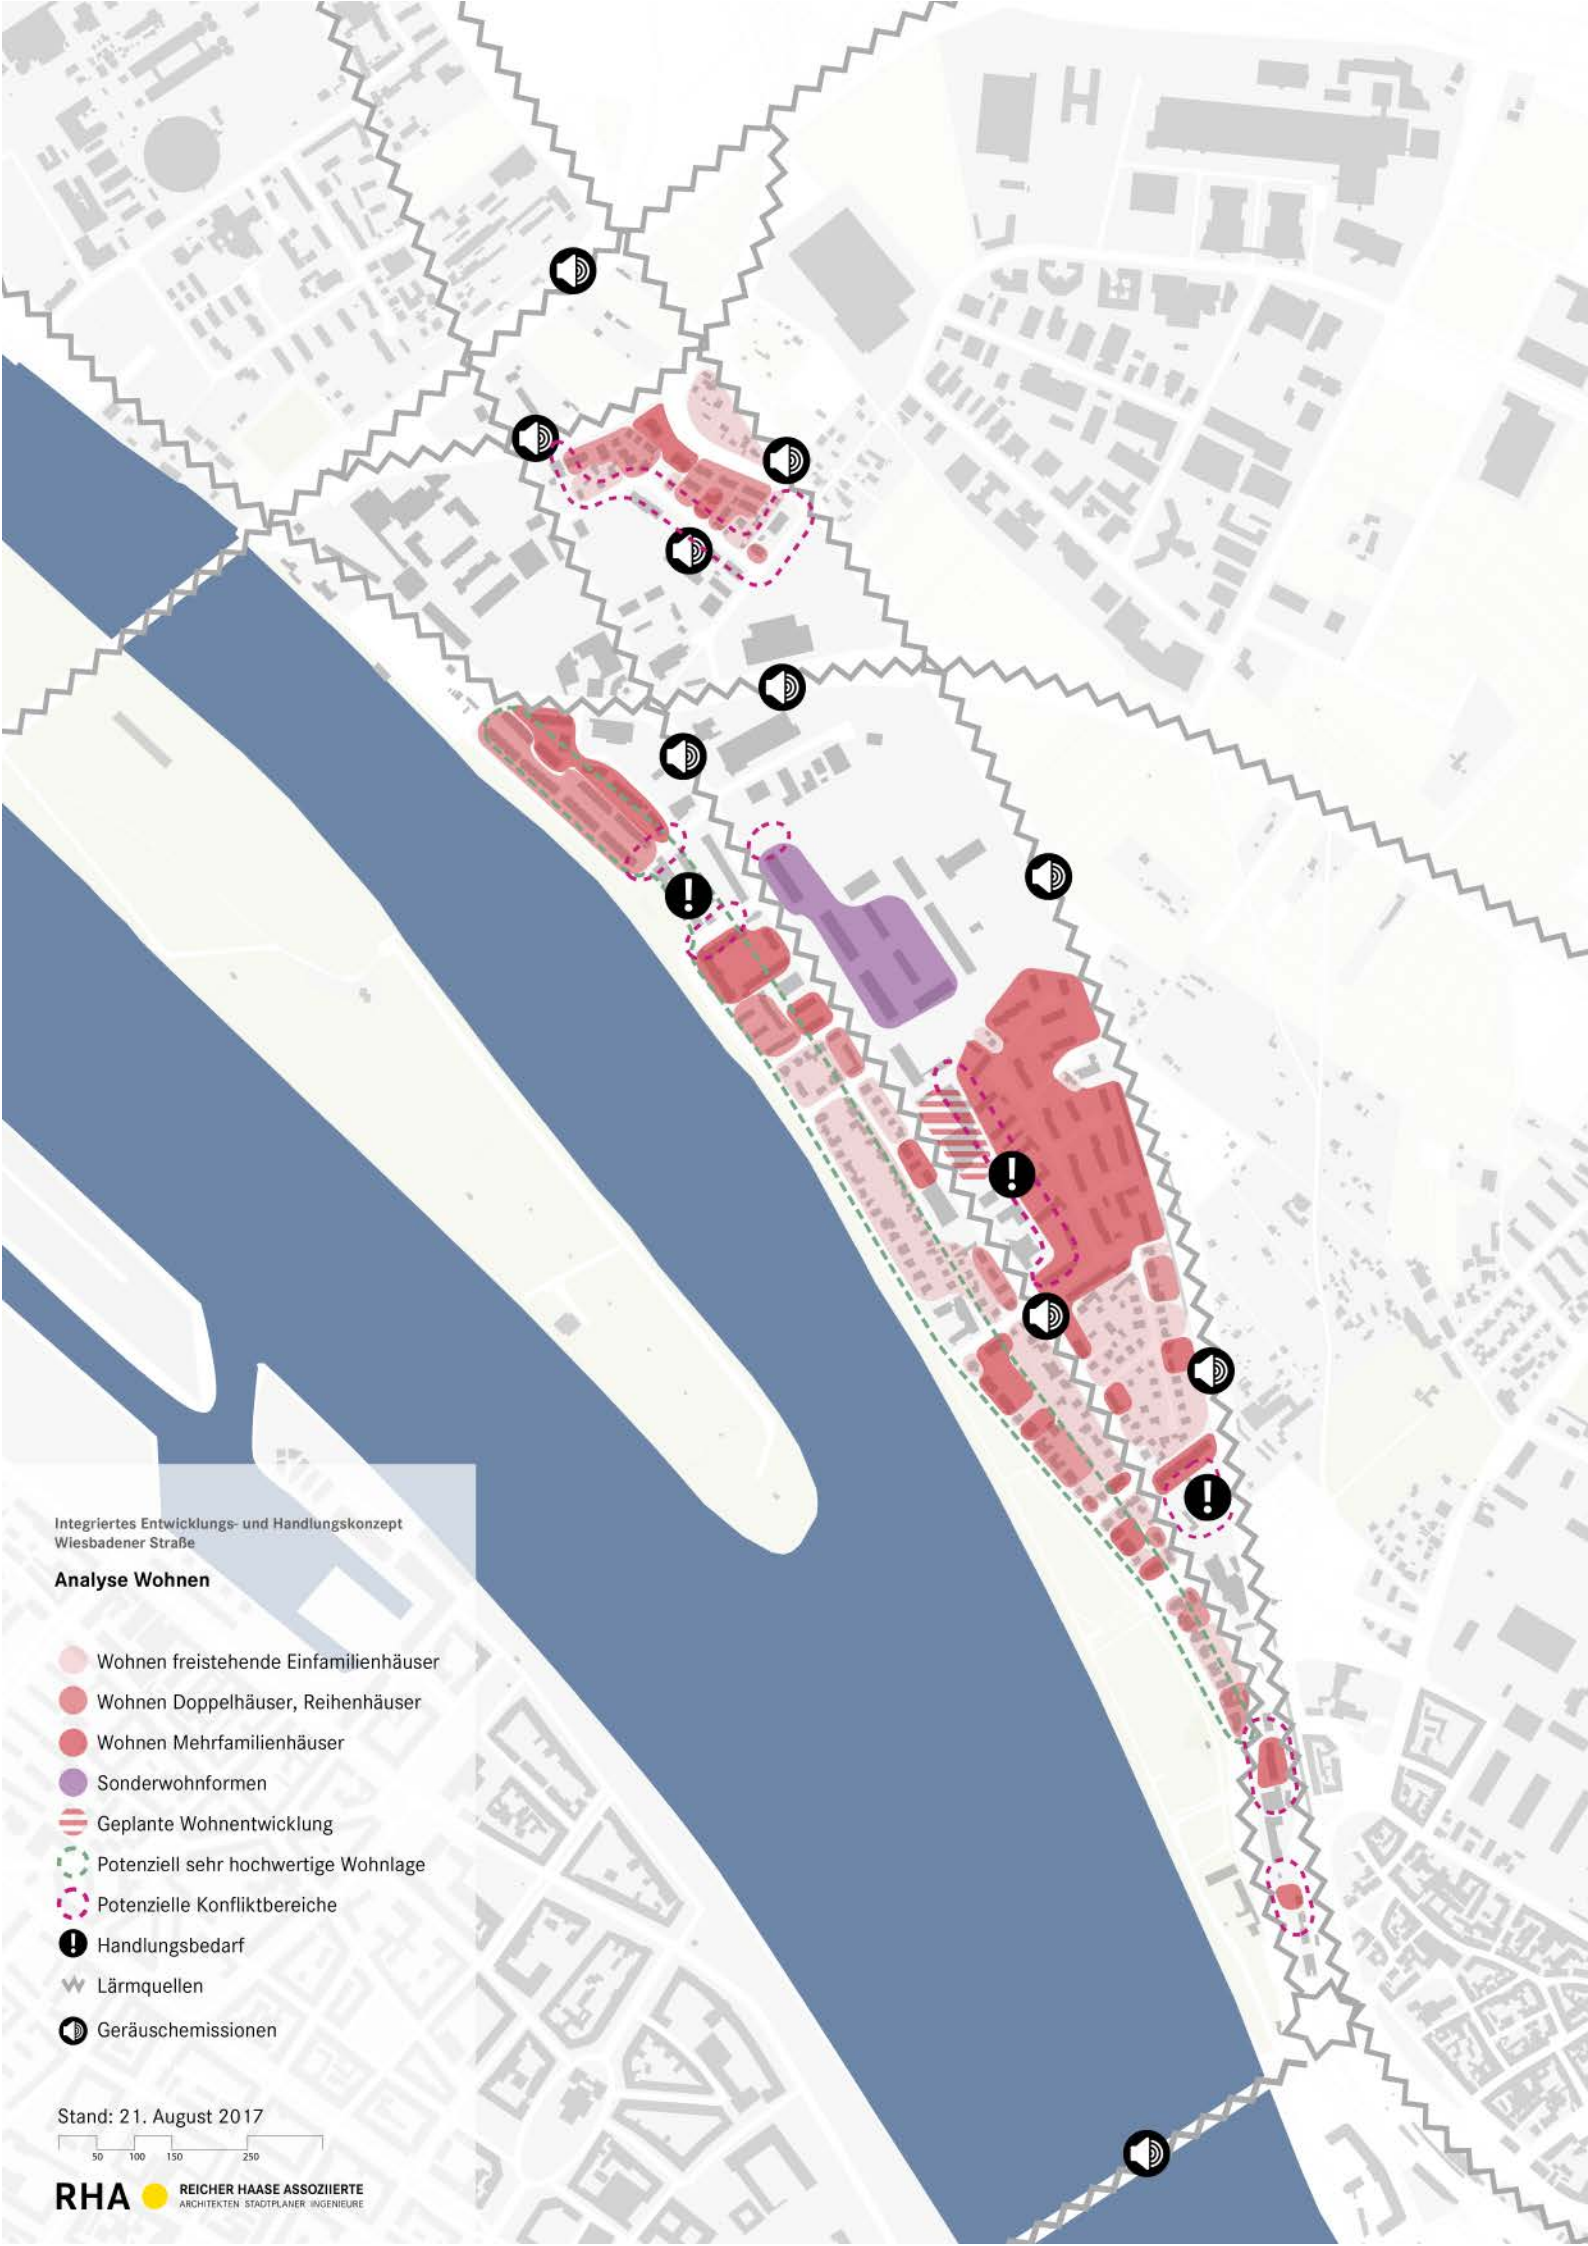 Integriertes Entwicklungs- und Handlungskonzept
Wiesbadener Straße
Analyse Wohnen
Wohnen freistehende Einfamilienhäuser
Wohnen Doppelhäuser, Reihenhäuser
Wohnen Mehrfamilienhäuser
Sonderwohnformen
Geplante Wohnentwicklung
Potenziell sehr hochwertige Wohnlage
Potenzielle Konfliktbereiche
! Handlungsbedarf
Lärmquellen
Geräuschemissionen
Stand: 21. August 2017
50 100 150 250
RHA REICHER HAASE ASSOZIIERTE
ARCHITEKTEN STADTPLANER INGENIEURE
!
!
!